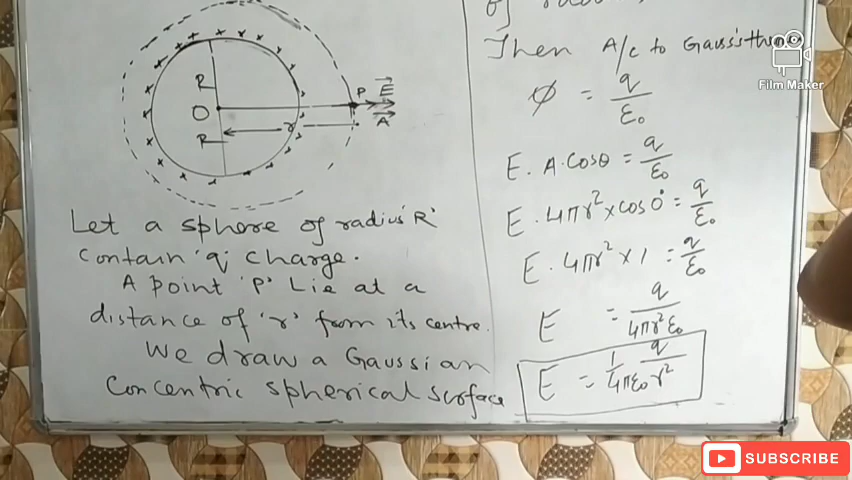 R
O
R
r
P
E
A
Let a sphere of radius 'R'
contain 'q' charge.
A point 'P' Lie at a
distance of 'r' from its centre.
We draw a Gaussian
concentric spherical surface
of
Then A/c to Gauss's
φ = q/ε₀
E. A. cosθ = q/ε₀
E. 4πr² × cos0° = q/ε₀
E. 4πr² × 1 = q/ε₀
E = q/4πr²ε₀
E = 1/4πε₀ q/r²
Film Maker
SUBSCRIBE